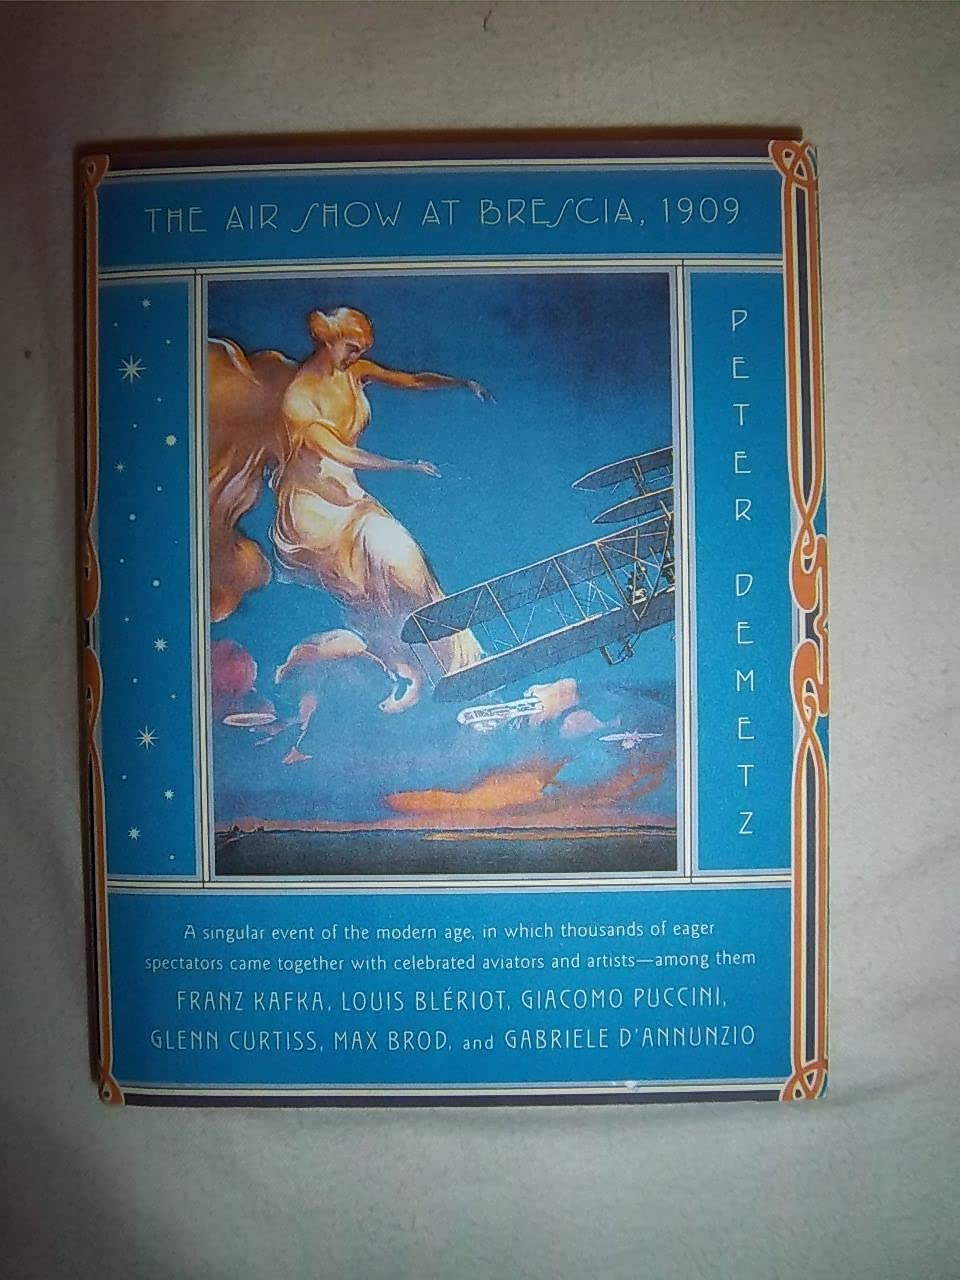 THE AIR SHOW AT BRESCIA, 1909
PETER DEMETZ
A singular event of the modern age, in which thousands of eager
spectators came together with celebrated aviators and artists—among them
FRANZ KAFKA, LOUIS BLÉRIOT, GIACOMO PUCCINI,
GLENN CURTISS, MAX BROD, and GABRIELE D'ANNUNZIO